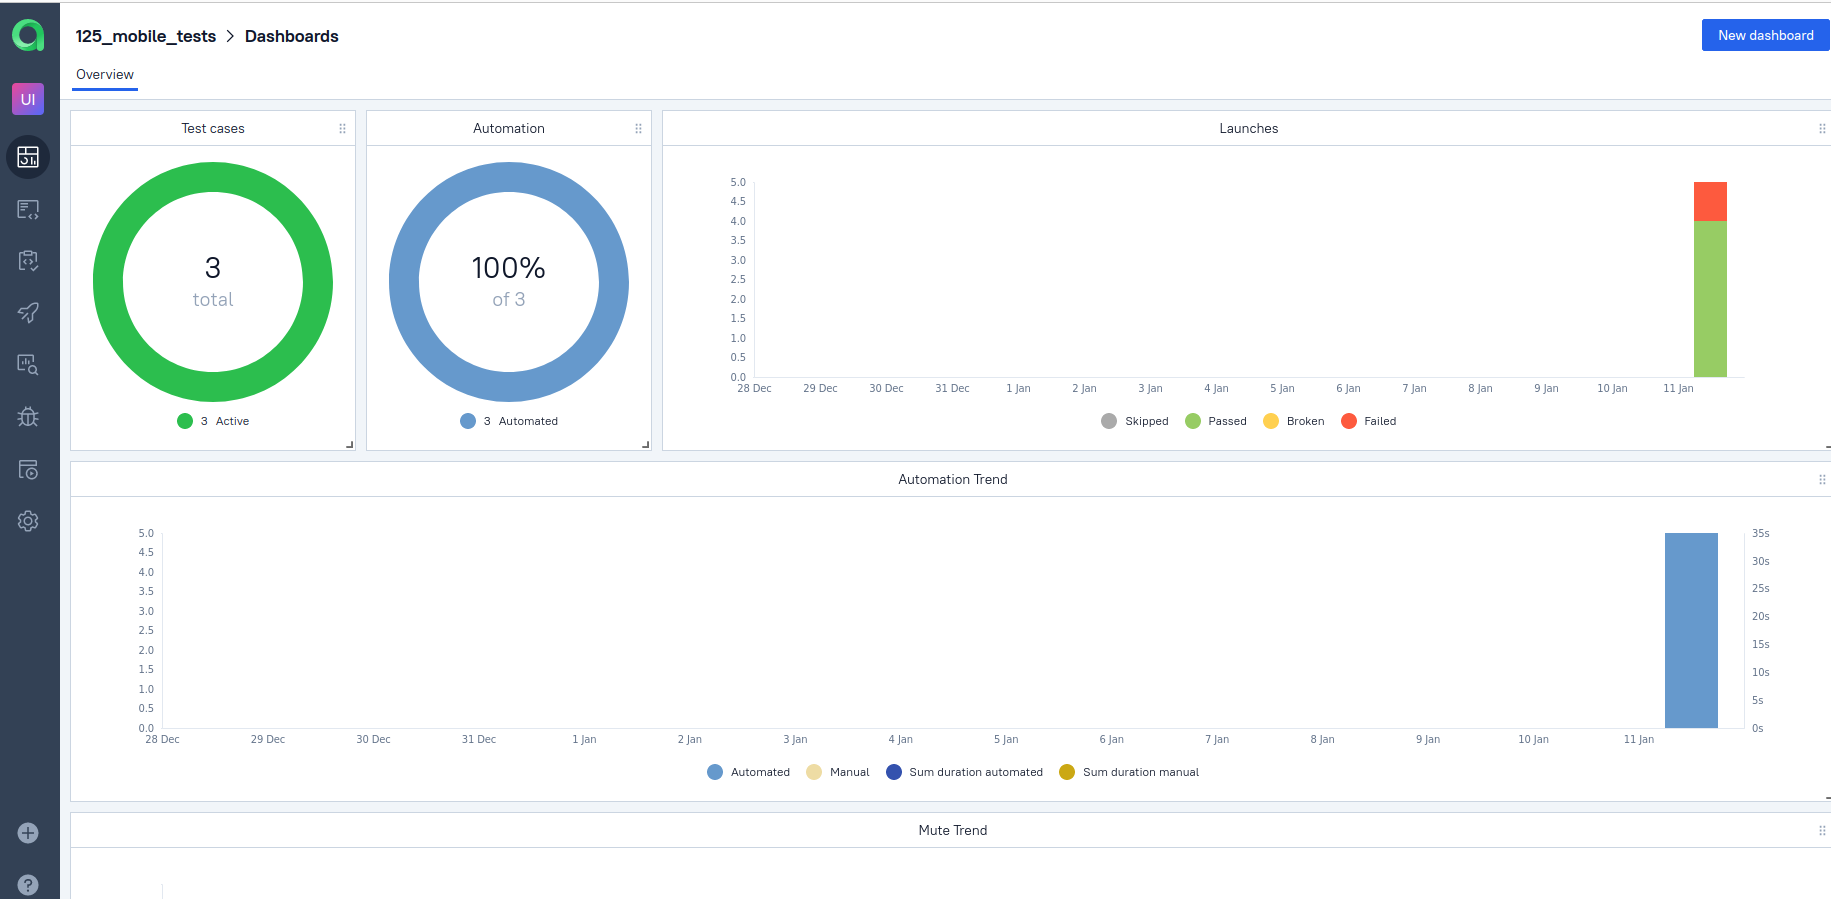 125_mobile_tests > Dashboards
New dashboard
Overview
UI
Test cases
3
total
3 Active
Automation
100%
of 3
3 Automated
Launches
5.0
4.5
4.0
3.5
3.0
2.5
2.0
1.5
1.0
0.5
0.0
28 Dec 29 Dec 30 Dec 31 Dec 1 Jan 2 Jan 3 Jan 4 Jan 5 Jan 6 Jan 7 Jan 8 Jan 9 Jan 10 Jan 11 Jan
Skipped Passed Broken Failed
Automation Trend
5.0
4.5
4.0
3.5
3.0
2.5
2.0
1.5
1.0
0.5
0.0
35s
30s
25s
20s
15s
10s
5s
0s
28 Dec 29 Dec 30 Dec 31 Dec 1 Jan 2 Jan 3 Jan 4 Jan 5 Jan 6 Jan 7 Jan 8 Jan 9 Jan 10 Jan 11 Jan
Automated Manual Sum duration automated Sum duration manual
Mute Trend
?